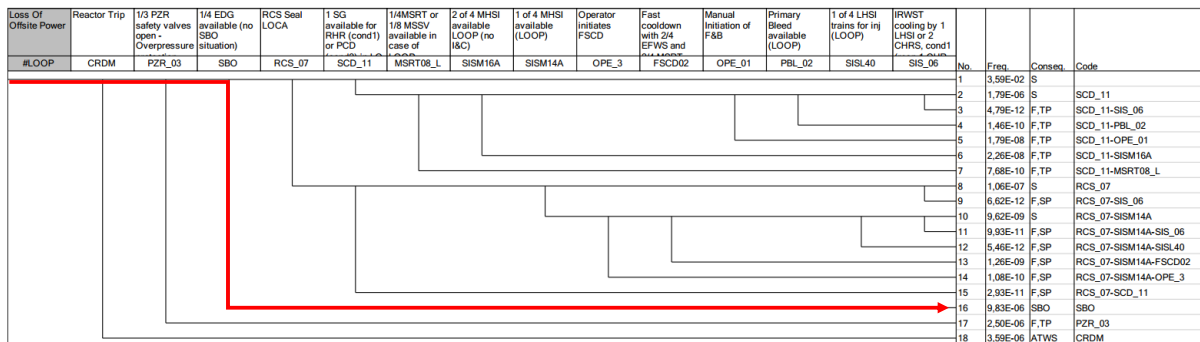 Loss Of Offsite Power
Reactor Trip
1/3 PZR safety valves open - Overpressure
1/4 EDG available (no SBO situation)
RCS Seal LOCA
1 SG available for RHR (cond1) or PCD
1/4MSRT or 1/8 MSSV available in case of
2 of 4 MHSI available LOOP (no I&C)
1 of 4 MHSI available (LOOP)
Operator initiates FSCD
Fast cooldown with 2/4 EFWS and
Manual Initiation of F&B
Primary Bleed available (LOOP)
1 of 4 LHSI trains for inj (LOOP)
IRWST cooling by 1 LHSI or 2 CHRS, cond1
#LOOP CRDM PZR_03 SBO RCS_07 SCD_11 MSRT08_L SISM16A SISM14A OPE_3 FSCD02 OPE_01 PBL_02 SISL40 SIS_06 No. Freq. Conseq. Code
1 3,59E-02 S
2 1,79E-06 S SCD_11
3 4,79E-12 F,TP SCD_11-SIS_06
4 1,46E-10 F,TP SCD_11-PBL_02
5 1,79E-08 F,TP SCD_11-OPE_01
6 2,26E-08 F,TP SCD_11-SISM16A
7 7,68E-10 F,TP SCD_11-MSRT08_L
8 1,06E-07 S RCS_07
9 6,62E-12 F,SP RCS_07-SIS_06
10 9,62E-09 S RCS_07-SISM14A
11 9,93E-11 F,SP RCS_07-SISM14A-SIS_06
12 5,46E-12 F,SP RCS_07-SISM14A-SISL40
13 1,26E-09 F,SP RCS_07-SISM14A-FSCD02
14 1,08E-10 F,SP RCS_07-SISM14A-OPE_3
15 2,93E-11 F,SP RCS_07-SCD_11
16 9,83E-06 SBO SBO
17 2,50E-06 F,TP PZR_03
18 3,59E-06 ATWS CRDM